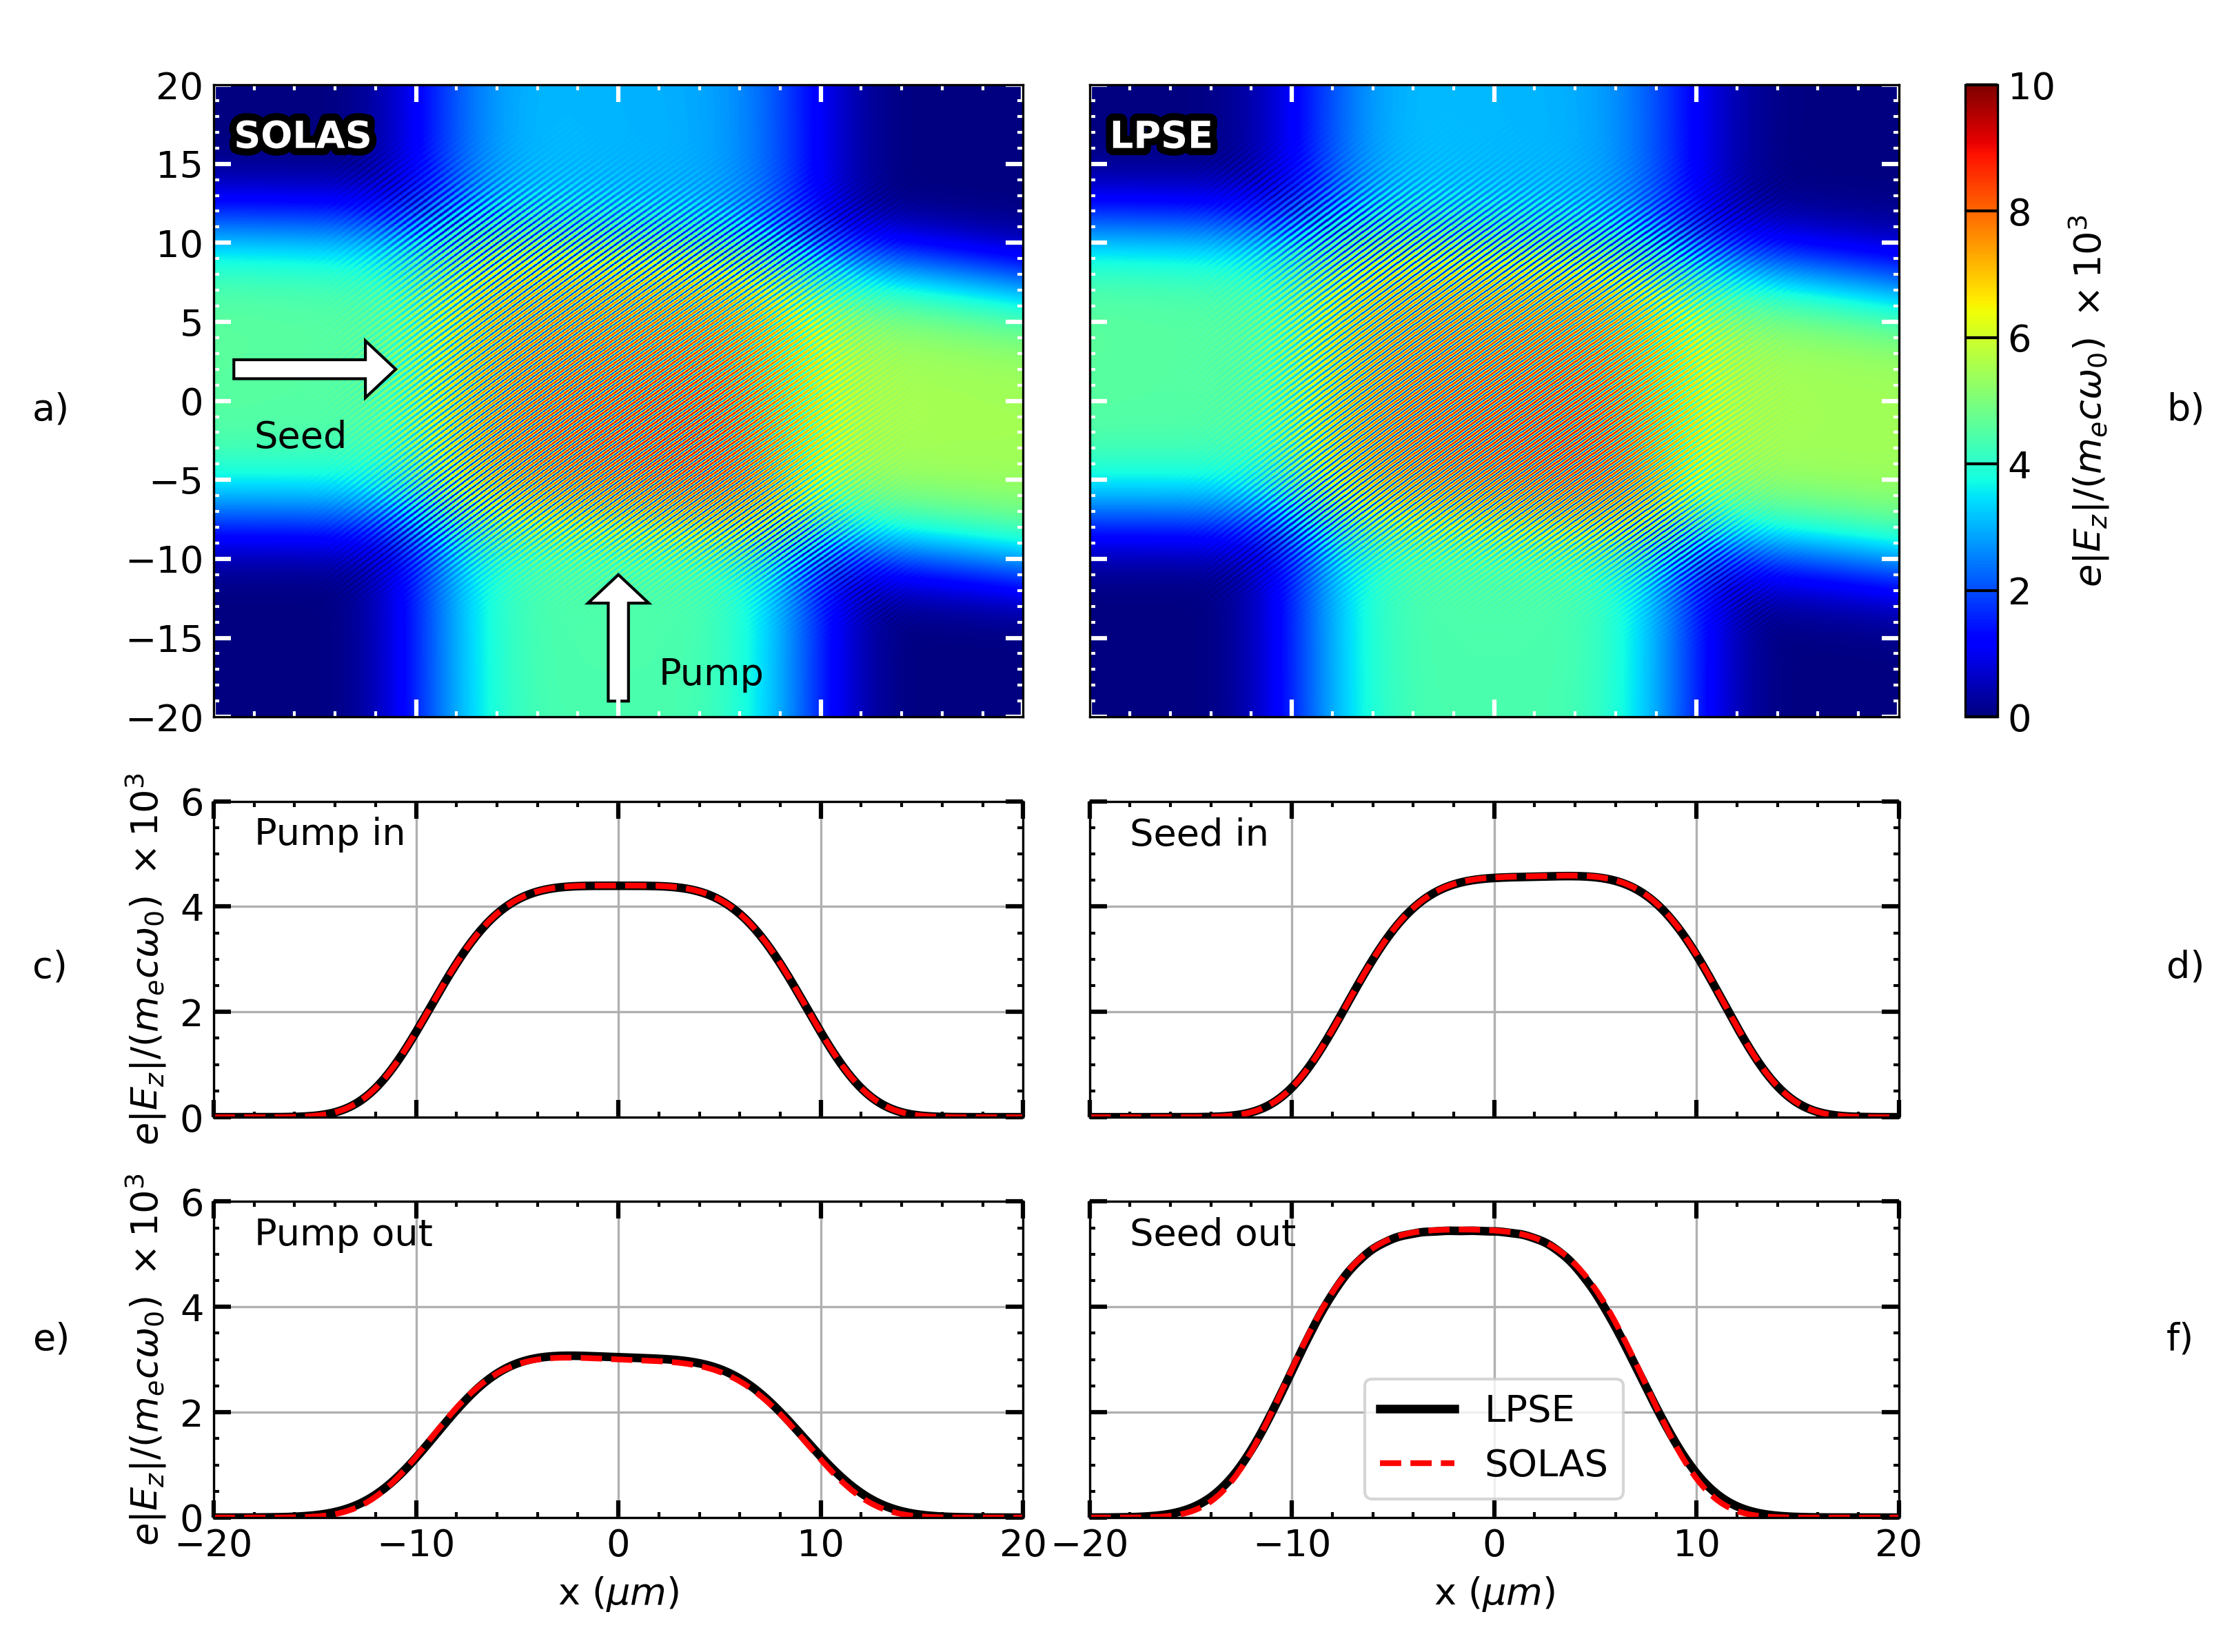 20
15
10
5
0
−5
−10
−15
−20
SOLAS
Seed
Pump
a)
LPSE
10
8
6
4
2
0
e|E_z|/(m_e cω_0) × 10^3
b)
6
4
2
0
e|E_z|/(m_e cω_0) × 10^3
Pump in
c)
Seed in
d)
6
4
2
0
e|E_z|/(m_e cω_0) × 10^3
Pump out
e)
−20 −10 0 10 20
x (μm)
Seed out
LPSE
SOLAS
f)
−20 −10 0 10 20
x (μm)